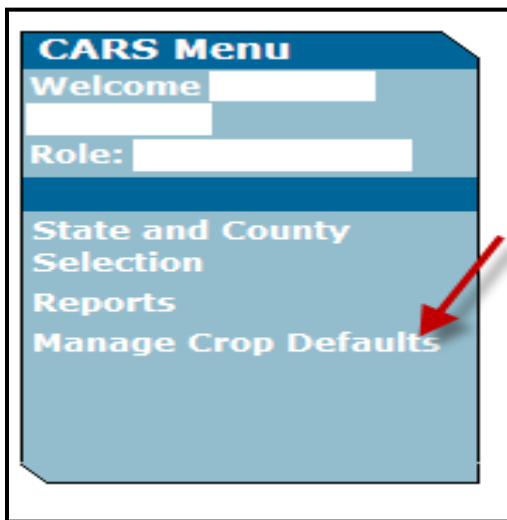 CARS Menu
Welcome
Role:
State and County
Selection
Reports
Manage Crop Defaults